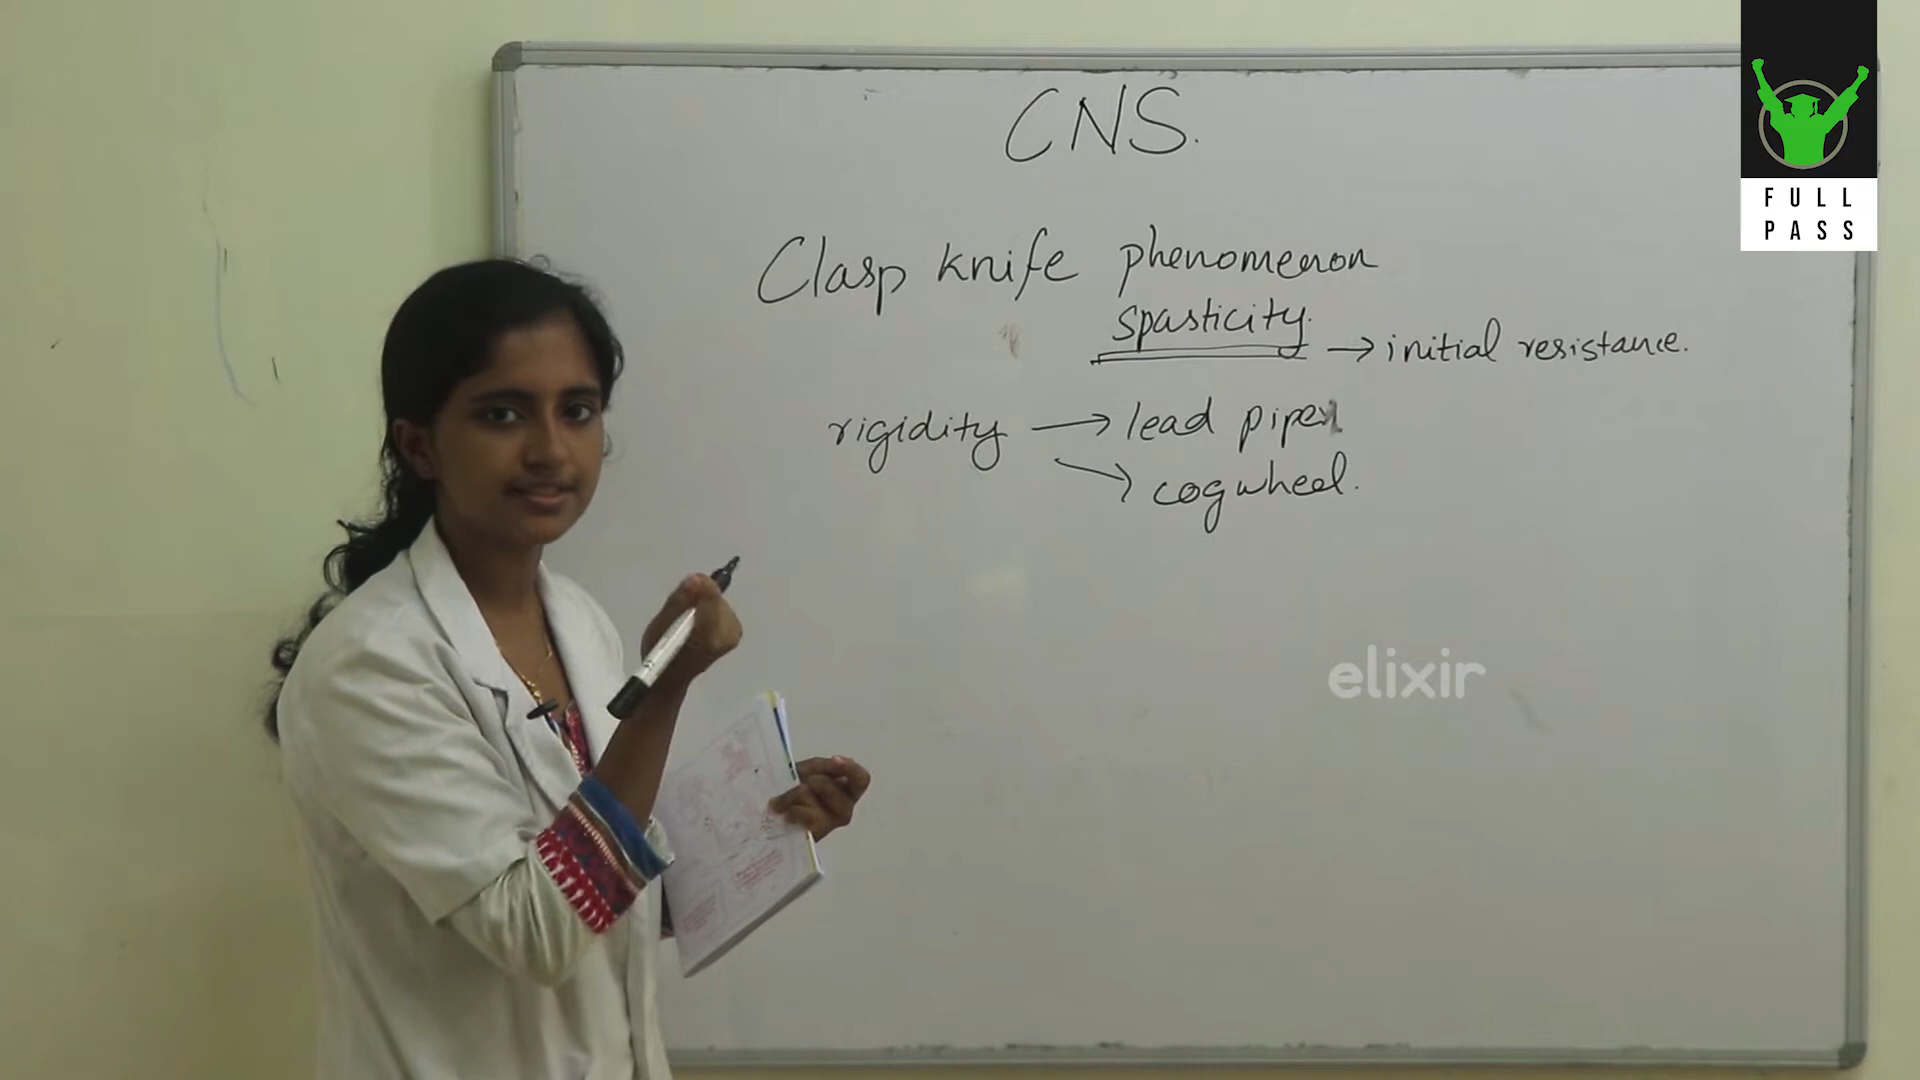 CNS.
Clasp knife phenomenon
spasticity. → initial resistance.
rigidity → lead pipe
→ cogwheel.
elixir
FULL
PASS